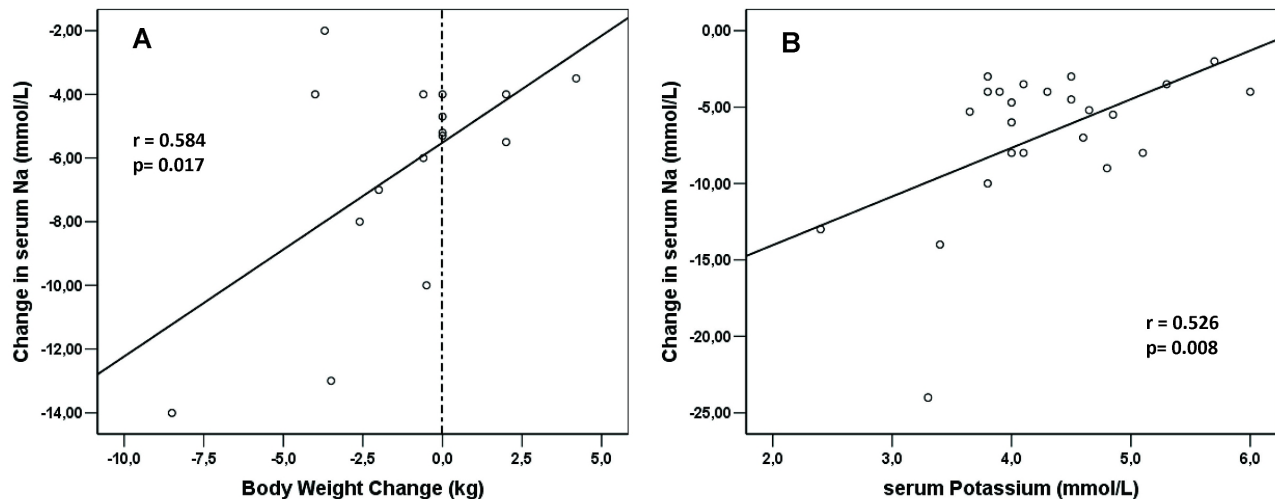 A
r = 0.584
p= 0.017
Change in serum Na (mmol/L)
-2,00
-4,00
-6,00
-8,00
-10,00
-12,00
-14,00
-10,0 -7,5 -5,0 -2,5 0,0 2,5 5,0
Body Weight Change (kg)
B
r = 0.526
p= 0.008
Change in serum Na (mmol/L)
0,00
-5,00
-10,00
-15,00
-20,00
-25,00
2,0 3,0 4,0 5,0 6,0
serum Potassium (mmol/L)